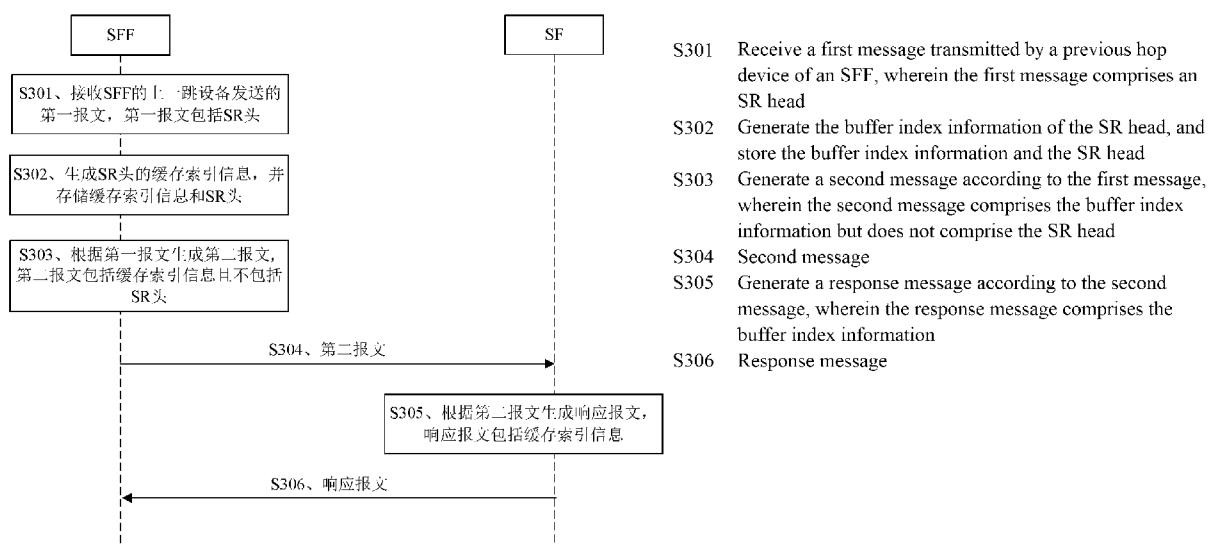 SFF
SF
S301、接收SFF的上一跳设备发送的
第一报文，第一报文包括SR头
S302、生成SR头的缓存索引信息，并
存储缓存索引信息和SR头
S303、根据第一报文生成第二报文,
第二报文包括缓存索引信息且不包括
SR头
S304、第二报文
S305、根据第二报文生成响应报文，
响应报文包括缓存索引信息
S306、响应报文
S301 Receive a first message transmitted by a previous hop
device of an SFF, wherein the first message comprises an
SR head
S302 Generate the buffer index information of the SR head, and
store the buffer index information and the SR head
S303 Generate a second message according to the first message,
wherein the second message comprises the buffer index
information but does not comprise the SR head
S304 Second message
S305 Generate a response message according to the second
message, wherein the response message comprises the
buffer index information
S306 Response message